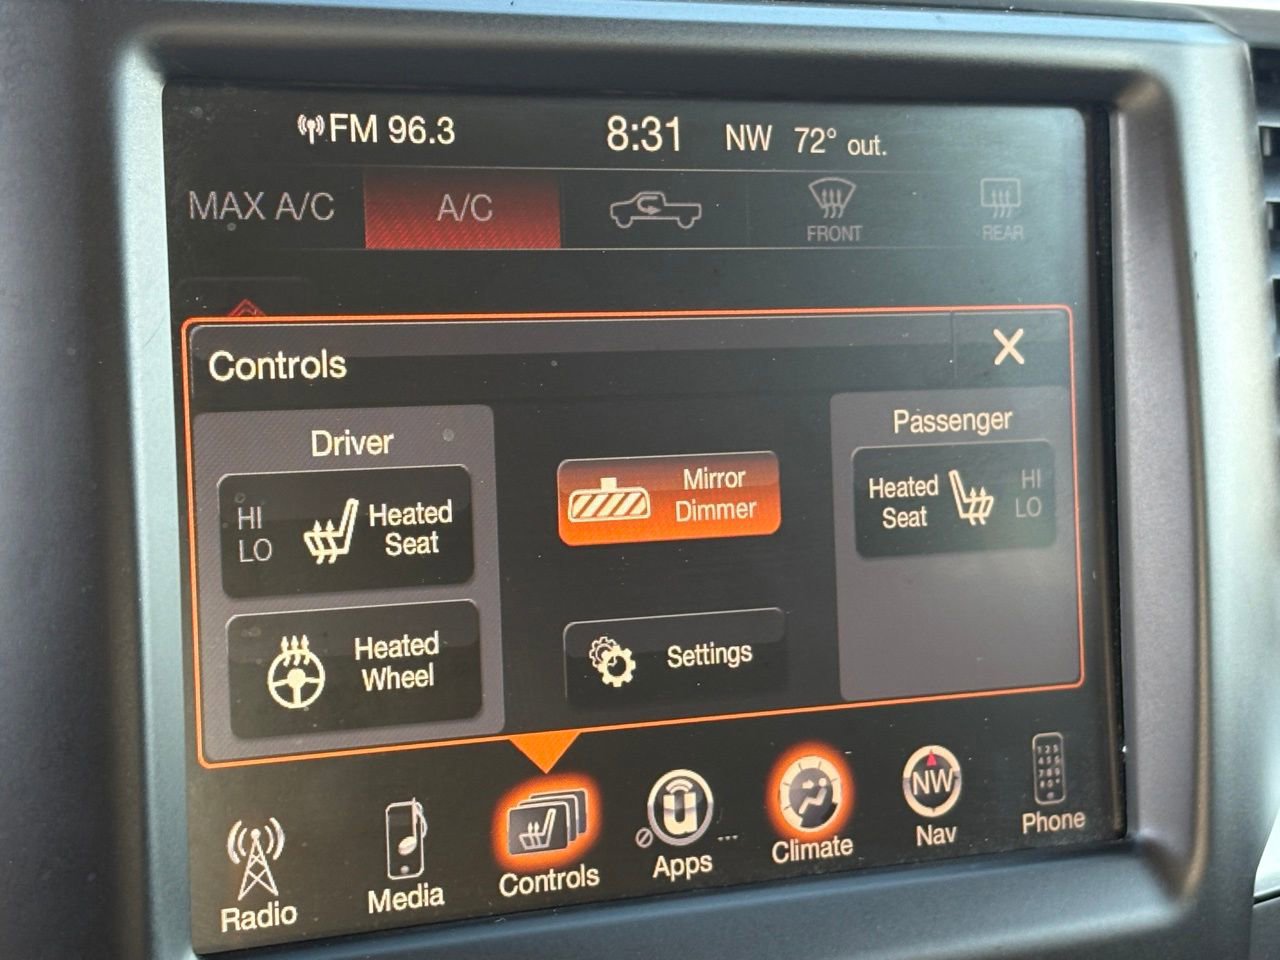 FM 96.3 8:31 NW 72° out.
MAX A/C A/C FRONT REAR
Controls X
Driver
HI
LO
Heated
Seat
Heated
Wheel
Mirror
Dimmer
Settings
Passenger
Heated
Seat
HI
LO
Radio Media Controls Apps Climate NW Nav Phone